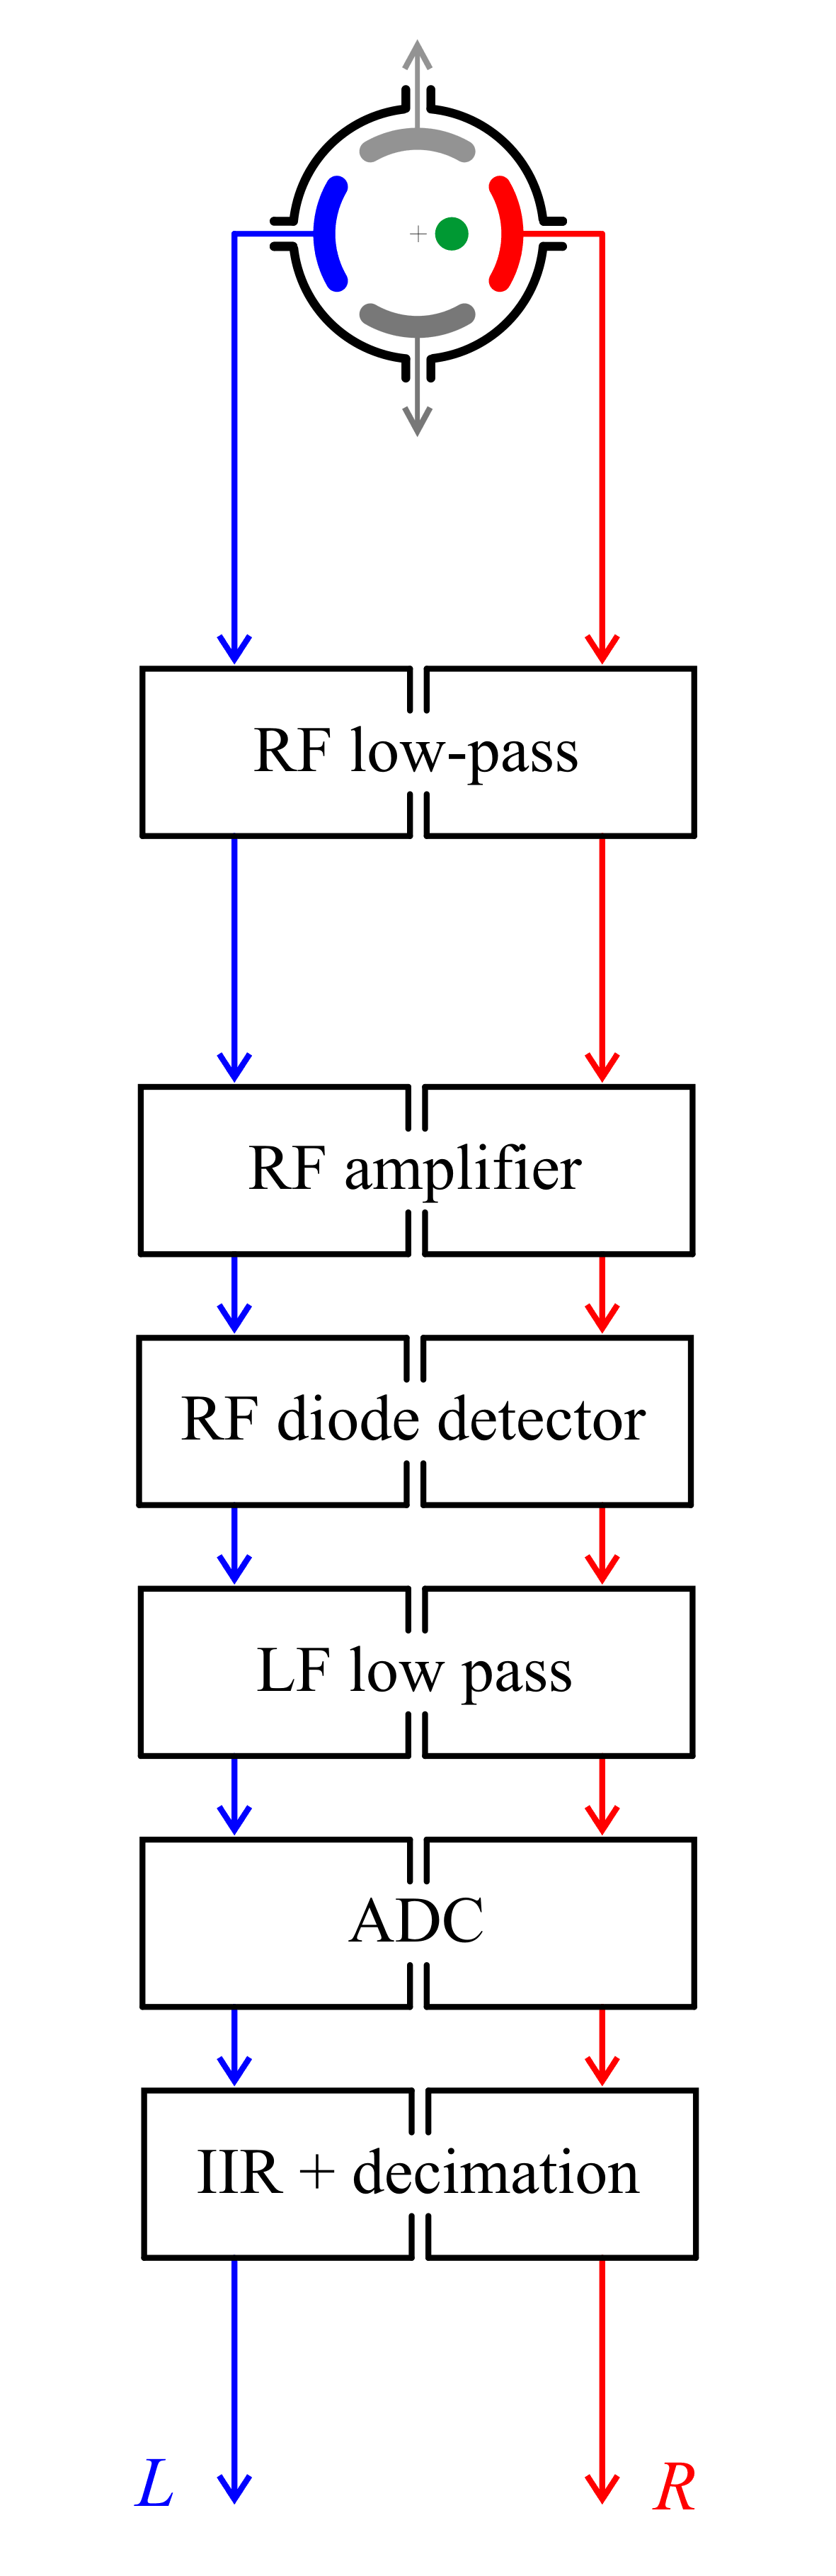 RF low-pass
RF amplifier
RF diode detector
LF low pass
ADC
IIR + decimation
L R